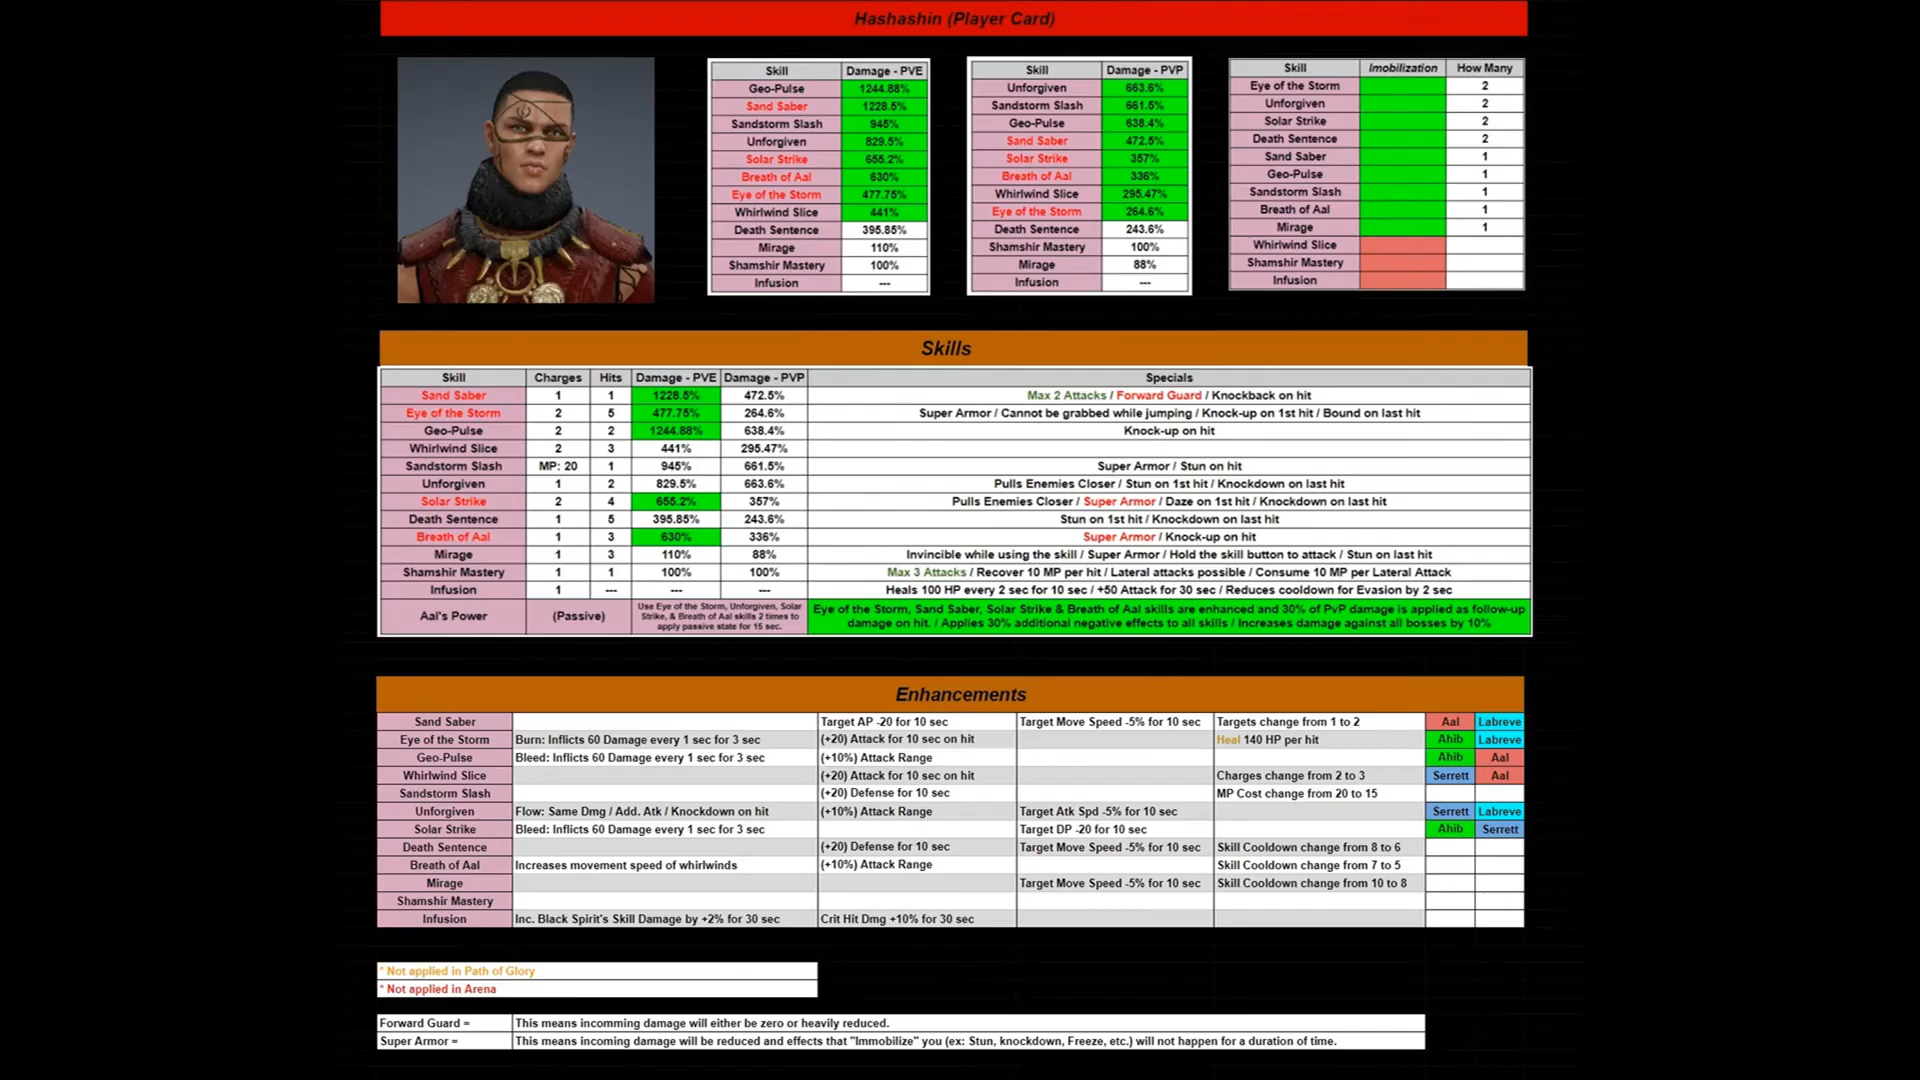 Hashashin (Player Card)
Skill Damage - PVE
Geo-Pulse 1244.88%
Sand Saber 1228.5%
Sandstorm Slash 945%
Unforgiven 829.5%
Solar Strike 655.2%
Breath of Aal 630%
Eye of the Storm 477.75%
Whirlwind Slice 441%
Death Sentence 395.85%
Mirage 110%
Shamshir Mastery 100%
Infusion ---
Skill Damage - PVP
Unforgiven 663.6%
Sandstorm Slash 661.5%
Geo-Pulse 638.4%
Sand Saber 472.5%
Solar Strike 357%
Breath of Aal 336%
Whirlwind Slice 295.47%
Eye of the Storm 264.6%
Death Sentence 243.6%
Shamshir Mastery 100%
Mirage 88%
Infusion ---
Skill Imobilization How Many
Eye of the Storm 2
Unforgiven 2
Solar Strike 2
Death Sentence 2
Sand Saber 1
Geo-Pulse 1
Sandstorm Slash 1
Breath of Aal 1
Mirage 1
Whirlwind Slice
Shamshir Mastery
Infusion
Skills
Skill Charges Hits Damage - PVE Damage - PVP Specials
Sand Saber 1 1 1228.5% 472.5% Max 2 Attacks / Forward Guard / Knockback on hit
Eye of the Storm 2 5 477.75% 264.6% Super Armor / Cannot be grabbed while jumping / Knock-up on 1st hit / Bound on last hit
Geo-Pulse 2 2 1244.88% 638.4% Knock-up on hit
Whirlwind Slice 2 3 441% 295.47%
Sandstorm Slash MP: 20 1 945% 661.5% Super Armor / Stun on hit
Unforgiven 1 2 829.5% 663.6% Pulls Enemies Closer / Stun on 1st hit / Knockdown on last hit
Solar Strike 2 4 655.2% 357% Pulls Enemies Closer / Super Armor / Daze on 1st hit / Knockdown on last hit
Death Sentence 1 5 395.85% 243.6% Stun on 1st hit / Knockdown on last hit
Breath of Aal 1 3 630% 336% Super Armor / Knock-up on hit
Mirage 1 3 110% 88% Invincible while using the skill / Super Armor / Hold the skill button to attack / Stun on last hit
Shamshir Mastery 1 1 100% 100% Max 3 Attacks / Recover 10 MP per hit / Lateral attacks possible / Consume 10 MP per Lateral Attack
Infusion 1 --- --- --- Heals 100 HP every 2 sec for 10 sec / +50 Attack for 30 sec / Reduces cooldown for Evasion by 2 sec
Aal's Power (Passive)
Use Eye of the Storm, Unforgiven, Solar
Strike, & Breath of Aal skills 2 times to
apply passive state for 15 sec.
Eye of the Storm, Sand Saber, Solar Strike & Breath of Aal skills are enhanced and 30% of PvP damage is applied as follow-up
damage on hit. / Applies 30% additional negative effects to all skills / Increases damage against all bosses by 10%
Enhancements
Sand Saber Target AP -20 for 10 sec Target Move Speed -5% for 10 sec Targets change from 1 to 2 Aal Labreve
Eye of the Storm Burn: Inflicts 60 Damage every 1 sec for 3 sec (+20) Attack for 10 sec on hit Heal 140 HP per hit Ahib Labreve
Geo-Pulse Bleed: Inflicts 60 Damage every 1 sec for 3 sec (+10%) Attack Range Ahib Aal
Whirlwind Slice (+20) Attack for 10 sec on hit Charges change from 2 to 3 Serrett Aal
Sandstorm Slash (+20) Defense for 10 sec MP Cost change from 20 to 15
Unforgiven Flow: Same Dmg / Add. Atk / Knockdown on hit (+10%) Attack Range Target Atk Spd -5% for 10 sec Serrett Labreve
Solar Strike Bleed: Inflicts 60 Damage every 1 sec for 3 sec Target DP -20 for 10 sec Ahib Serrett
Death Sentence (+20) Defense for 10 sec Target Move Speed -5% for 10 sec Skill Cooldown change from 8 to 6
Breath of Aal Increases movement speed of whirlwinds (+10%) Attack Range Skill Cooldown change from 7 to 5
Mirage Target Move Speed -5% for 10 sec Skill Cooldown change from 10 to 8
Shamshir Mastery
Infusion Inc. Black Spirit's Skill Damage by +2% for 30 sec Crit Hit Dmg +10% for 30 sec
* Not applied in Path of Glory
* Not applied in Arena
Forward Guard = This means incomming damage will either be zero or heavily reduced.
Super Armor = This means incoming damage will be reduced and effects that "Immobilize" you (ex: Stun, knockdown, Freeze, etc.) will not happen for a duration of time.